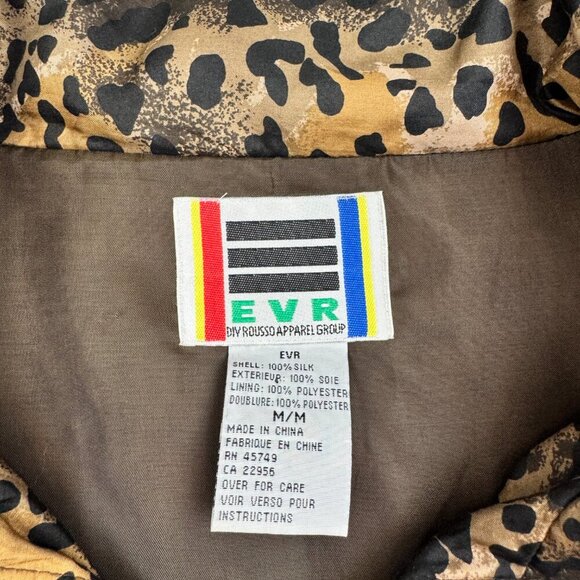 EVR
DIV ROUSSO APPAREL GROUP
EVR
SHELL: 100% SILK
EXTERIEUR: 100% SOIE
LINING: 100% POLYESTER
DOUBLURE: 100% POLYESTER
M/M
MADE IN CHINA
FABRIQUE EN CHINE
RN 45749
CA 22956
OVER FOR CARE
VOIR VERSO POUR
INSTRUCTIONS